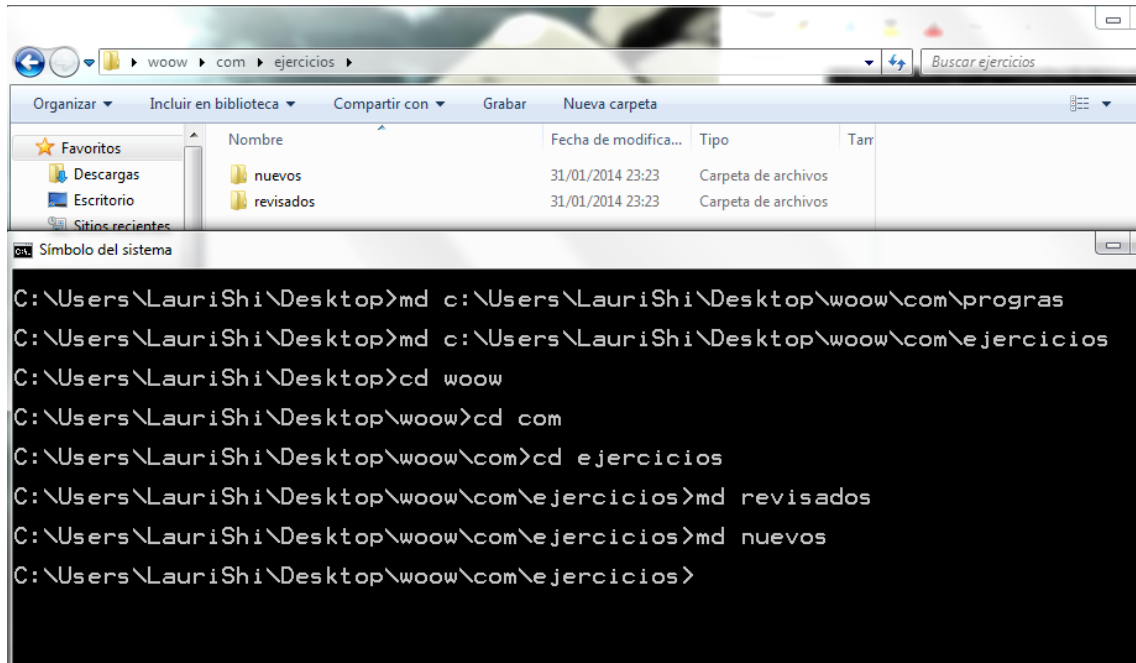 woow com ejercicios Buscar ejercicios
Organizar Incluir en biblioteca Compartir con Grabar Nueva carpeta
Favoritos
Descargas
Escritorio
Sitios recientes
Nombre Fecha de modifica... Tipo Tam
nuevos 31/01/2014 23:23 Carpeta de archivos
revisados 31/01/2014 23:23 Carpeta de archivos
C:\. Símbolo del sistema
C:\Users\LauriShi\Desktop>md c:\Users\LauriShi\Desktop\woow\com\progras
C:\Users\LauriShi\Desktop>md c:\Users\LauriShi\Desktop\woow\com\ejercicios
C:\Users\LauriShi\Desktop>cd woow
C:\Users\LauriShi\Desktop\woow>cd com
C:\Users\LauriShi\Desktop\woow\com>cd ejercicios
C:\Users\LauriShi\Desktop\woow\com\ejercicios>md revisados
C:\Users\LauriShi\Desktop\woow\com\ejercicios>md nuevos
C:\Users\LauriShi\Desktop\woow\com\ejercicios>